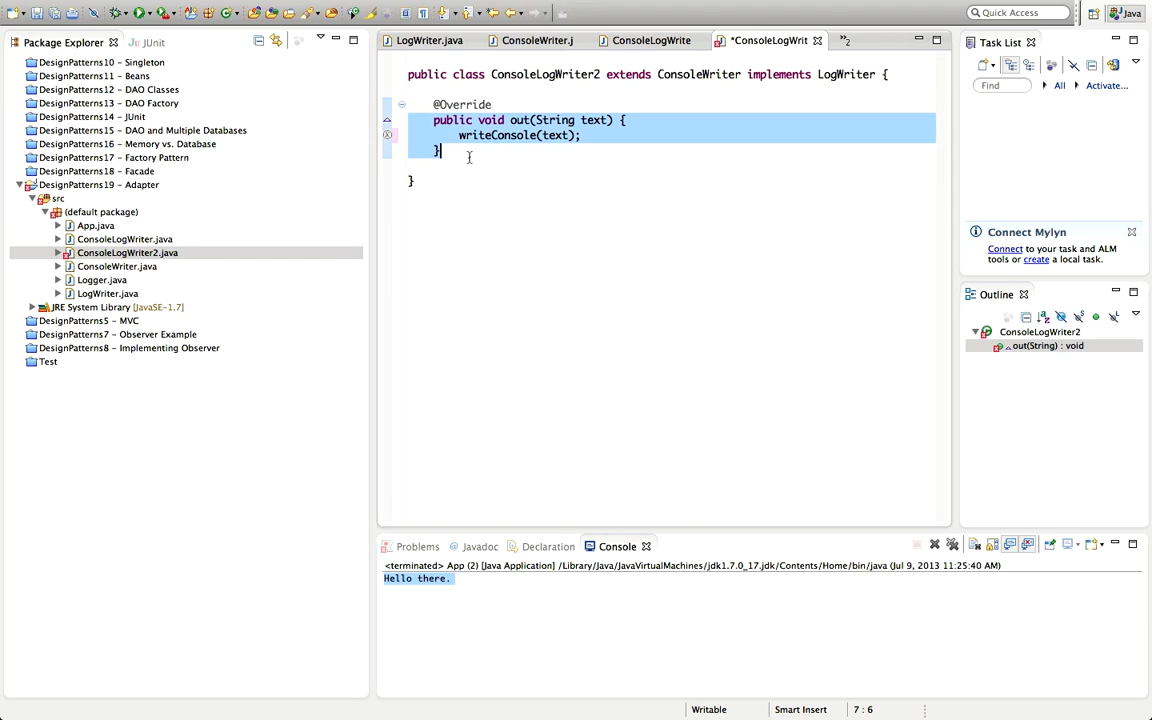 Quick Access
Java
Package Explorer
JUnit
DesignPatterns10 - Singleton
DesignPatterns11 - Beans
DesignPatterns12 - DAO Classes
DesignPatterns13 - DAO Factory
DesignPatterns14 - JUnit
DesignPatterns15 - DAO and Multiple Databases
DesignPatterns16 - Memory vs. Database
DesignPatterns17 - Factory Pattern
DesignPatterns18 - Facade
DesignPatterns19 - Adapter
src
(default package)
App.java
ConsoleLogWriter.java
ConsoleLogWriter2.java
ConsoleWriter.java
Logger.java
LogWriter.java
JRE System Library [JavaSE-1.7]
DesignPatterns5 - MVC
DesignPatterns7 - Observer Example
DesignPatterns8 - Implementing Observer
Test
LogWriter.java
ConsoleWriter.j
ConsoleLogWrite
*ConsoleLogWrit
»2
public class ConsoleLogWriter2 extends ConsoleWriter implements LogWriter {
@Override
public void out(String text) {
writeConsole(text);
}
}
Task List
Find
All
Activate...
Connect Mylyn
Connect to your task and ALM
tools or create a local task.
Outline
ConsoleLogWriter2
out(String) : void
Problems
@ Javadoc
Declaration
Console
<terminated> App (2) [Java Application] /Library/Java/JavaVirtualMachines/jdk1.7.0_17.jdk/Contents/Home/bin/java (Jul 9, 2013 11:25:40 AM)
Hello there.
Writable
Smart Insert
7 : 6